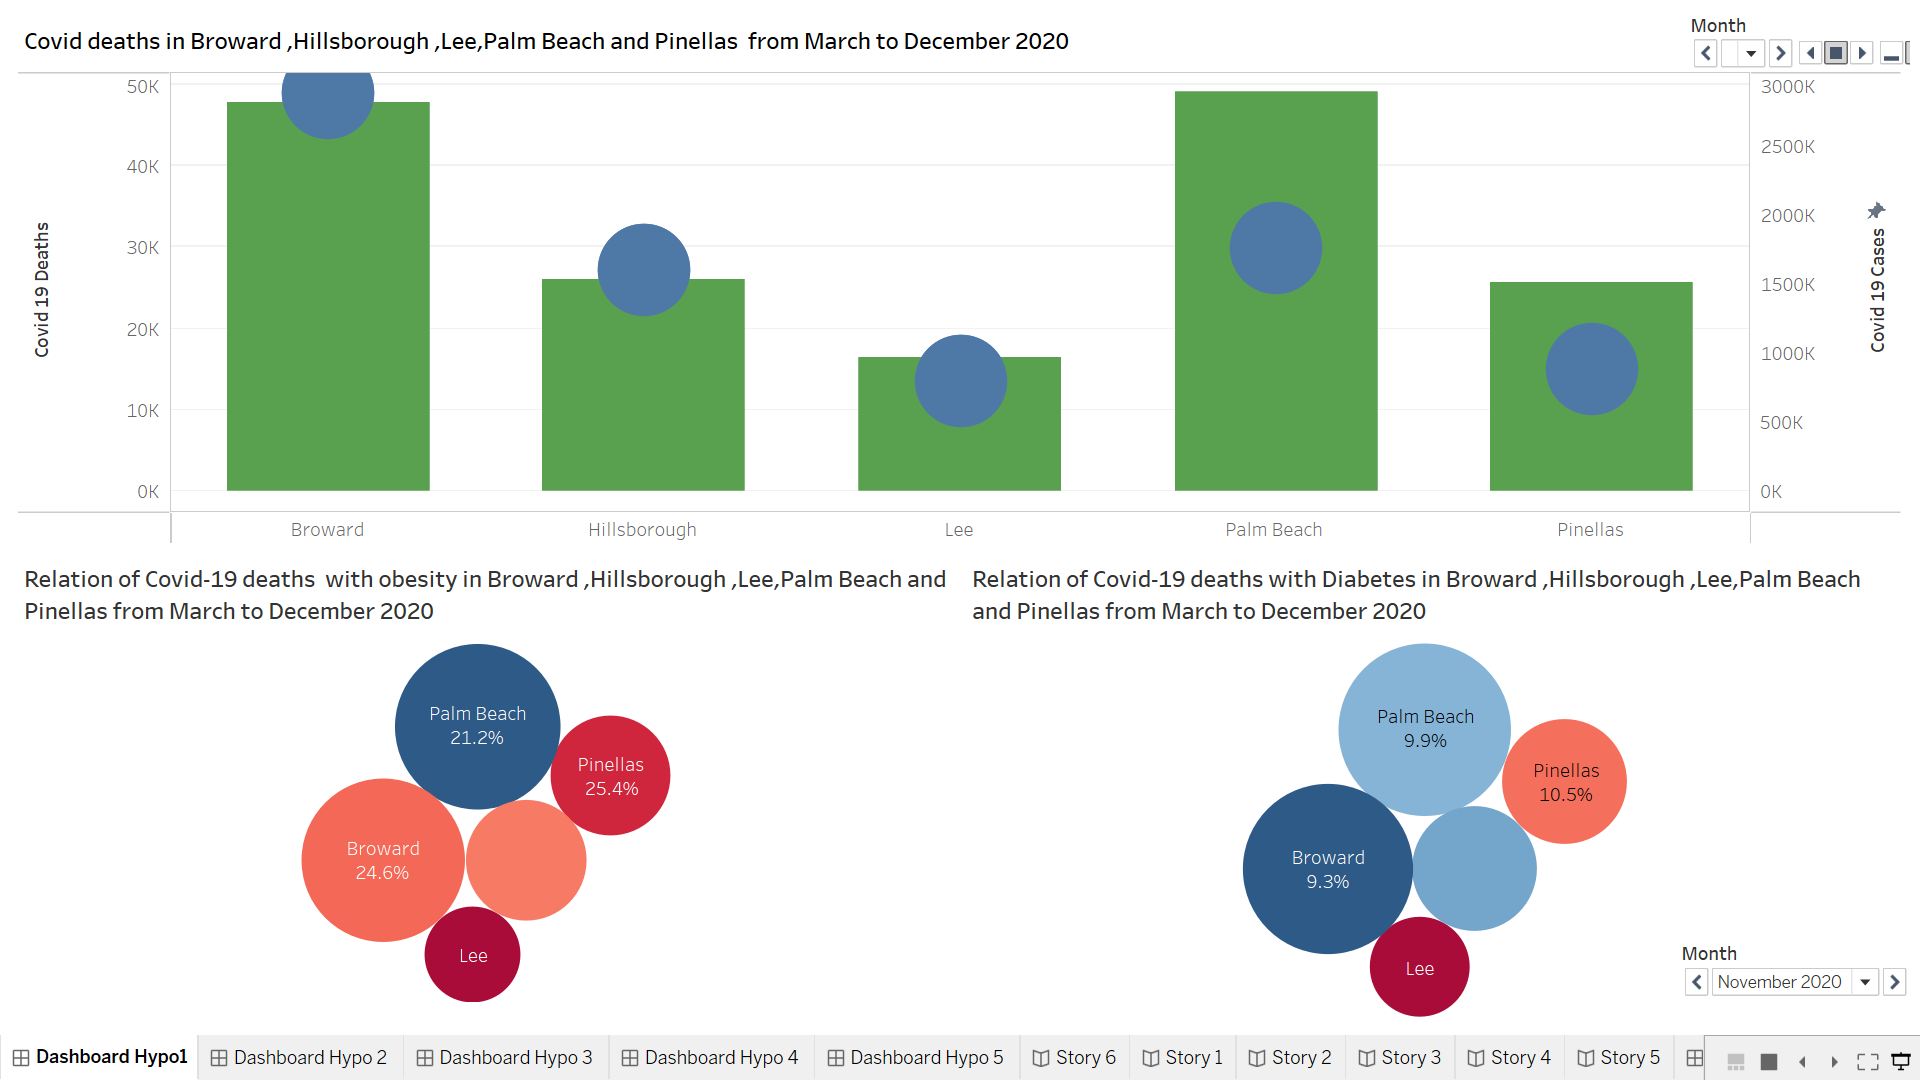 Covid deaths in Broward ,Hillsborough ,Lee,Palm Beach and Pinellas  from March to December 2020
Month
50K
40K
30K
20K
10K
0K
Covid 19 Deaths
3000K
2500K
2000K
1500K
1000K
500K
0K
Covid 19 Cases
Broward
Hillsborough
Lee
Palm Beach
Pinellas
Relation of Covid-19 deaths  with obesity in Broward ,Hillsborough ,Lee,Palm Beach and
Pinellas from March to December 2020
Palm Beach
21.2%
Pinellas
25.4%
Broward
24.6%
Lee
Relation of Covid-19 deaths with Diabetes in Broward ,Hillsborough ,Lee,Palm Beach
and Pinellas from March to December 2020
Palm Beach
9.9%
Pinellas
10.5%
Broward
9.3%
Lee
Month
November 2020
Dashboard Hypo1
Dashboard Hypo 2
Dashboard Hypo 3
Dashboard Hypo 4
Dashboard Hypo 5
Story 6
Story 1
Story 2
Story 3
Story 4
Story 5